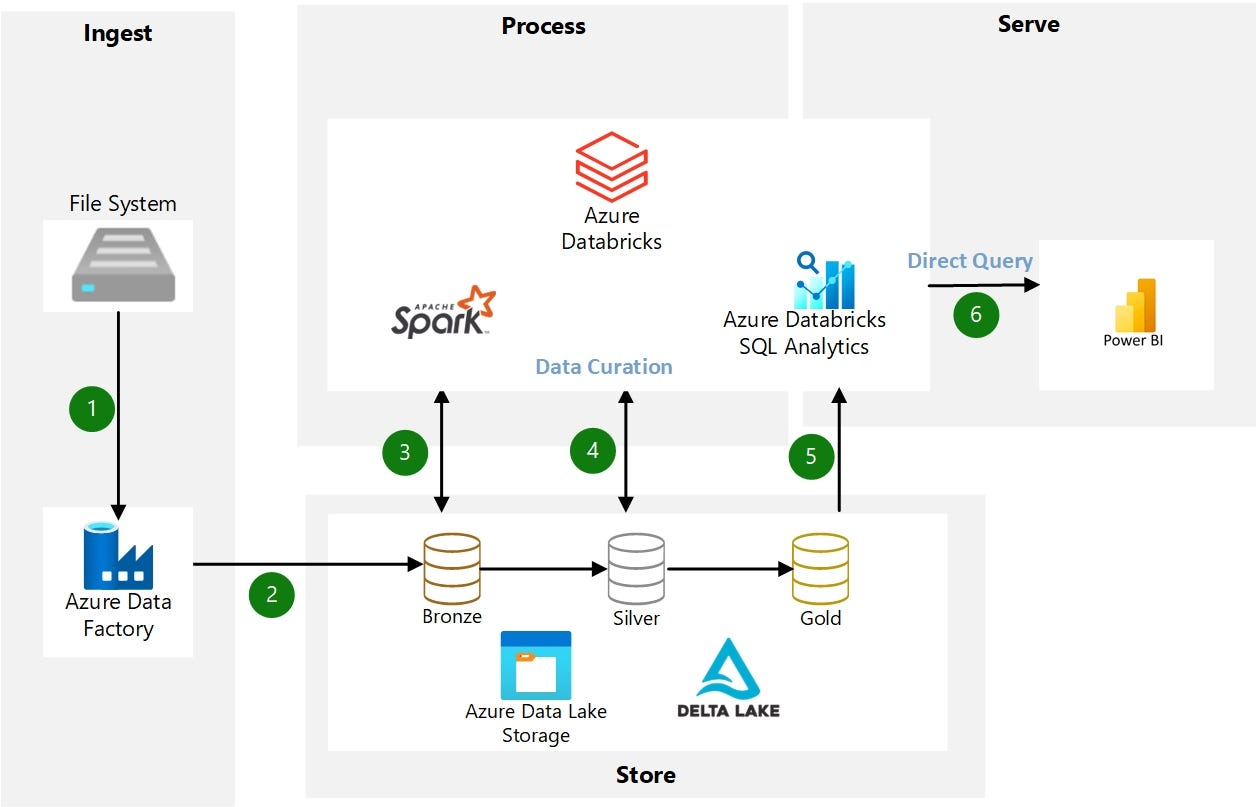 Ingest
Process
Serve
File System
Azure
Databricks
APACHE
Spark
Azure Databricks
SQL Analytics
Data Curation
Direct Query
6
Power BI
1
3
4
5
Azure Data
Factory
2
Bronze
Silver
Gold
Azure Data Lake
Storage
DELTA LAKE
Store